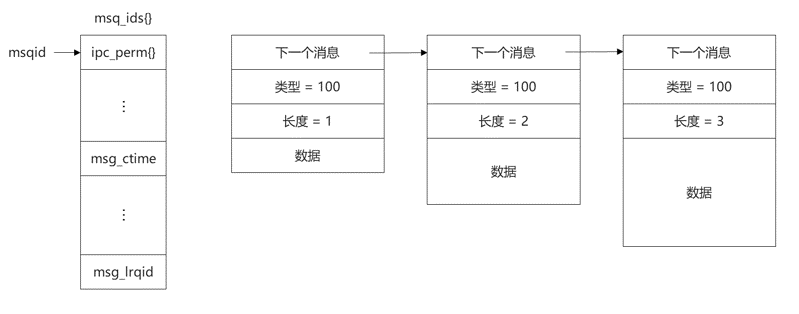 msq_ids{}
msqid
ipc_perm{}
⋮
msg_ctime
⋮
msg_lrqid
下一个消息
类型 = 100
长度 = 1
数据
下一个消息
类型 = 100
长度 = 2
数据
下一个消息
类型 = 100
长度 = 3
数据